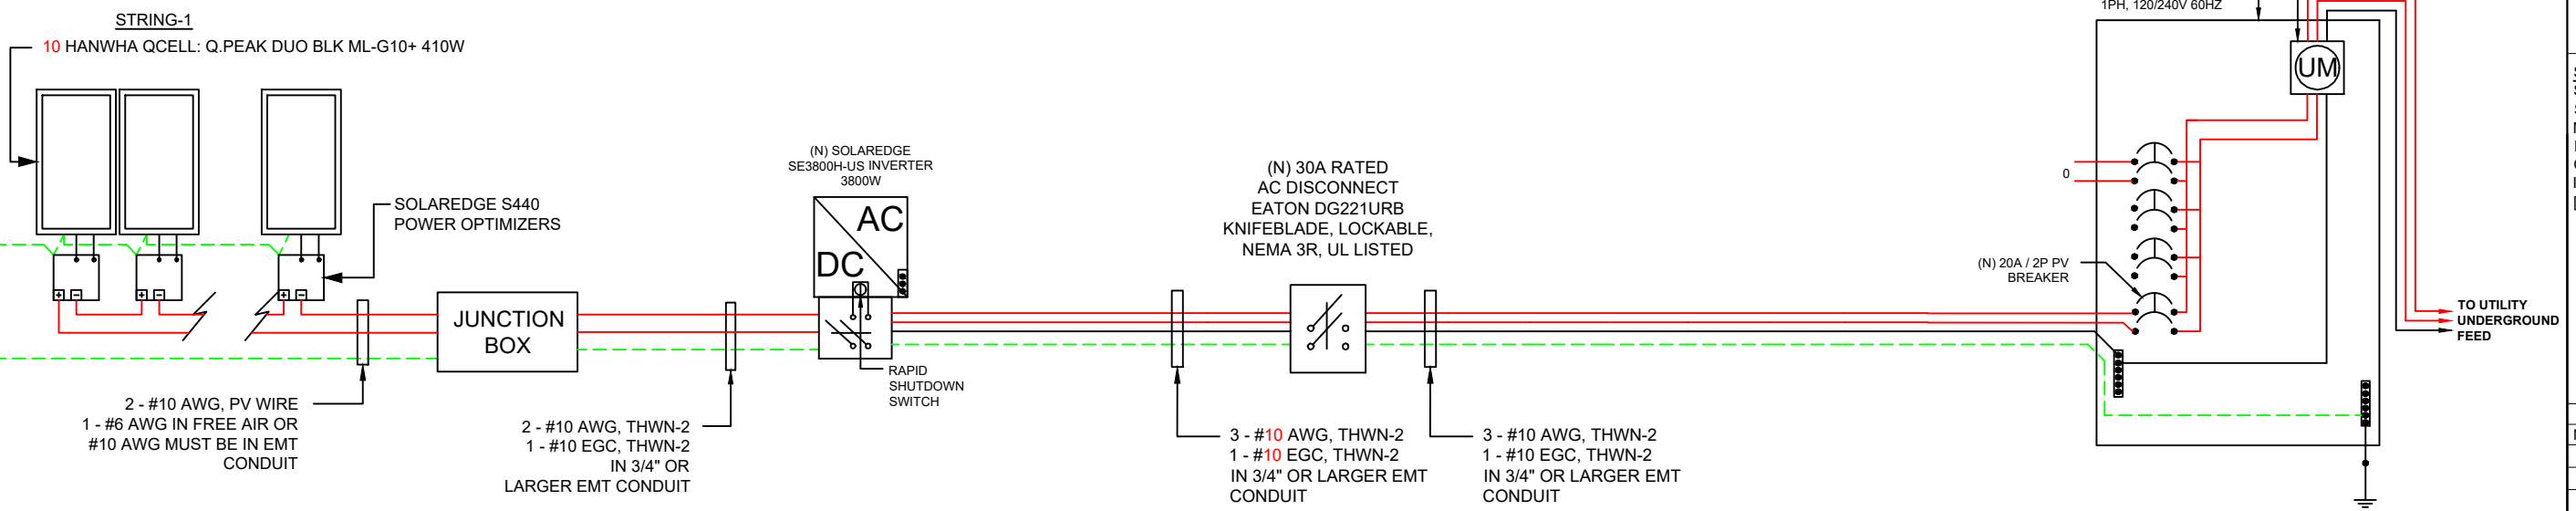 STRING-1
10 HANWHA QCELL: Q.PEAK DUO BLK ML-G10+ 410W
SOLAREDGE S440
POWER OPTIMIZERS
+ -
+ -
+ -
JUNCTION
BOX
2 - #10 AWG, PV WIRE
1 - #6 AWG IN FREE AIR OR
#10 AWG MUST BE IN EMT
CONDUIT
2 - #10 AWG, THWN-2
1 - #10 EGC, THWN-2
IN 3/4" OR
LARGER EMT CONDUIT
(N) SOLAREDGE
SE3800H-US INVERTER
3800W
AC
DC
RAPID
SHUTDOWN
SWITCH
(N) 30A RATED
AC DISCONNECT
EATON DG221URB
KNIFEBLADE, LOCKABLE,
NEMA 3R, UL LISTED
3 - #10 AWG, THWN-2
1 - #10 EGC, THWN-2
IN 3/4" OR LARGER EMT
CONDUIT
3 - #10 AWG, THWN-2
1 - #10 EGC, THWN-2
IN 3/4" OR LARGER EMT
CONDUIT
1PH, 120/240V 60HZ
UM
0
(N) 20A / 2P PV
BREAKER
TO UTILITY
UNDERGROUND
FEED